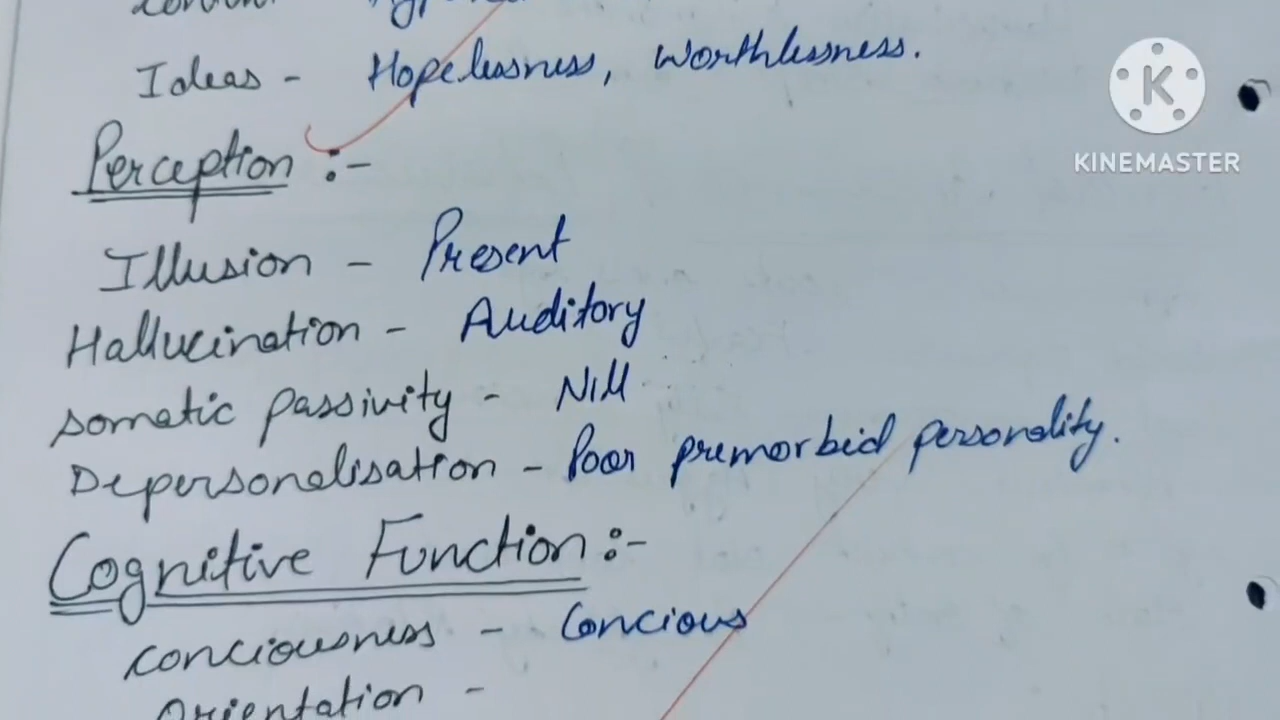 Ideas - Hopelessness, Worthlessness.
Perception :-
Illusion - Present
Hallucination - Auditory
somatic passivity - Nill
Depersonalisation - Poor premorbid personality.
Cognitive Function :-
conciousness - Concious
Orientation -
K
KINEMASTER